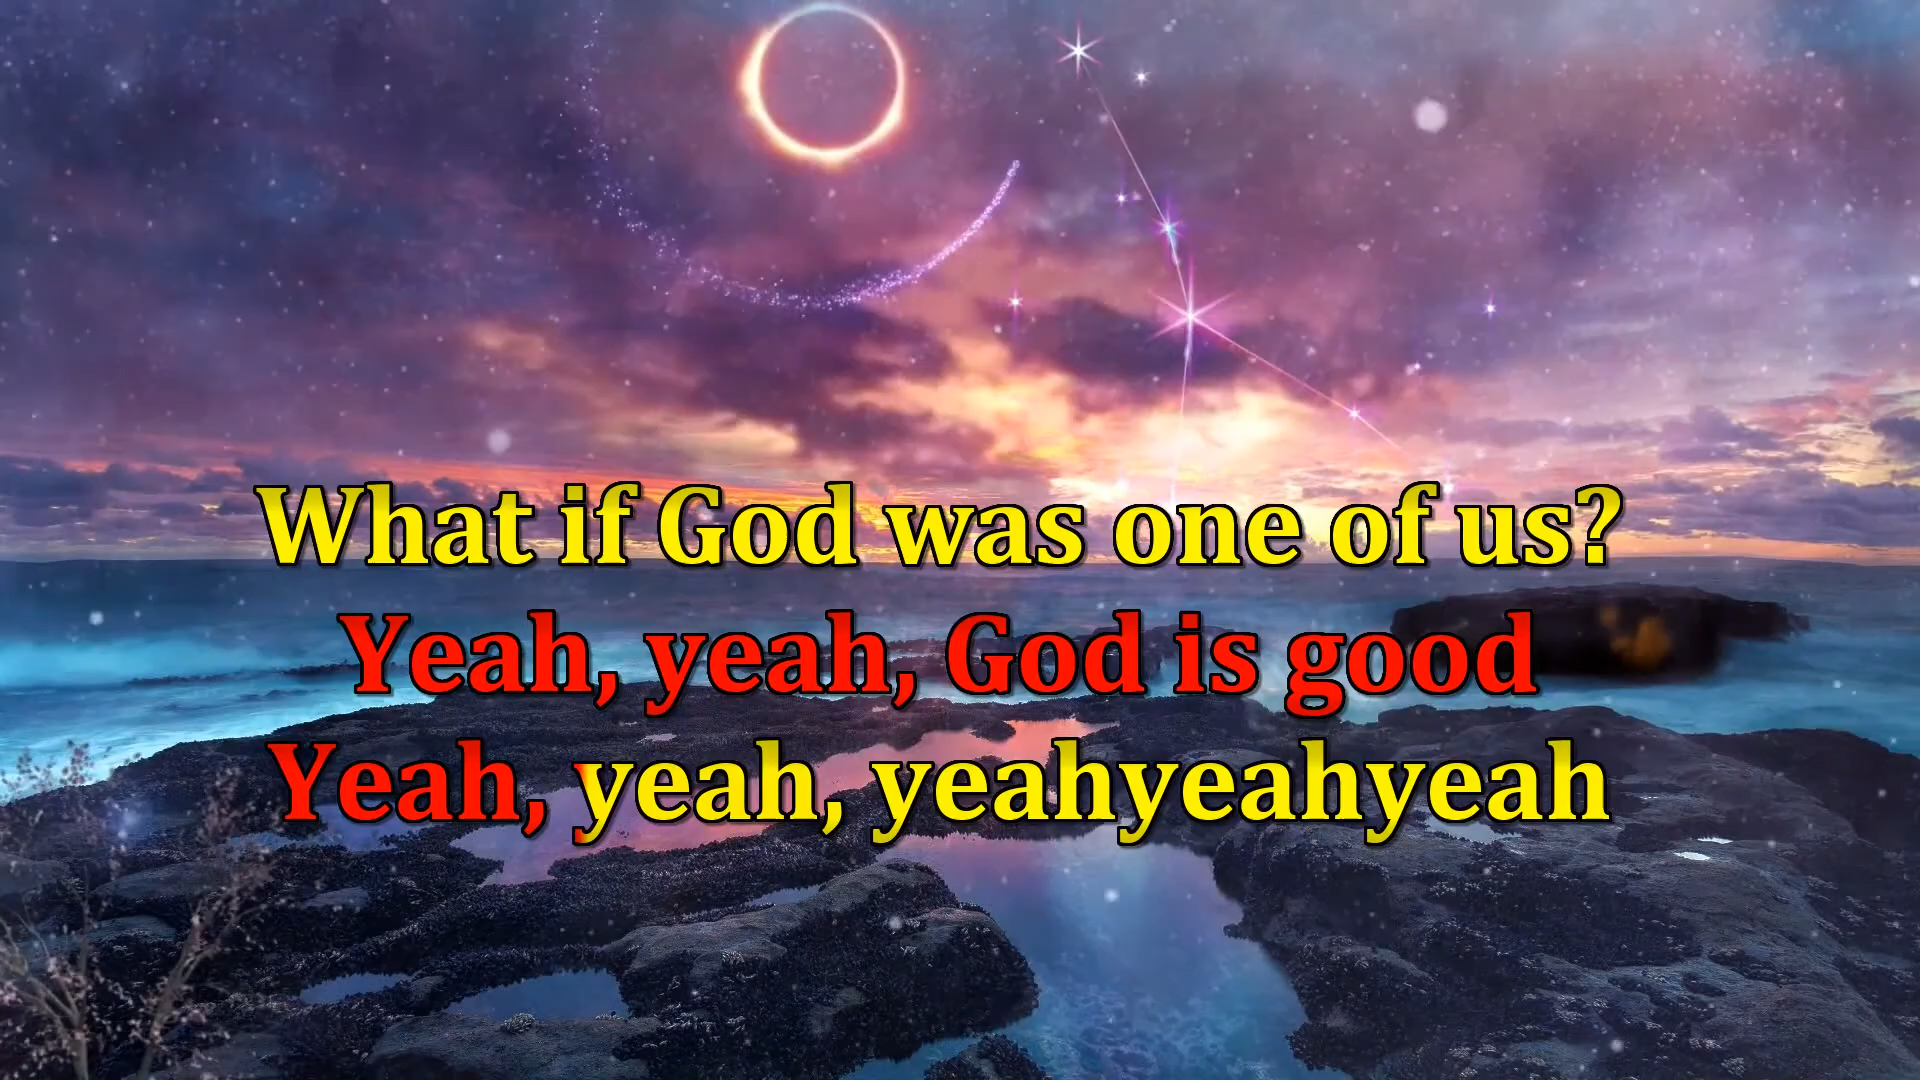 What if God was one of us?
Yeah, yeah, God is good
Yeah, yeah, yeahyeahyeah